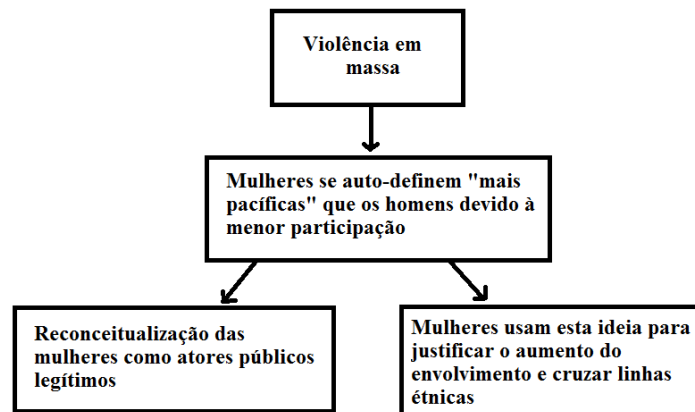 Violência em
massa
Mulheres se auto-definem "mais
pacíficas" que os homens devido à
menor participação
Reconceitualização das
mulheres como atores públicos
legítimos
Mulheres usam esta ideia para
justificar o aumento do
envolvimento e cruzar linhas
étnicas